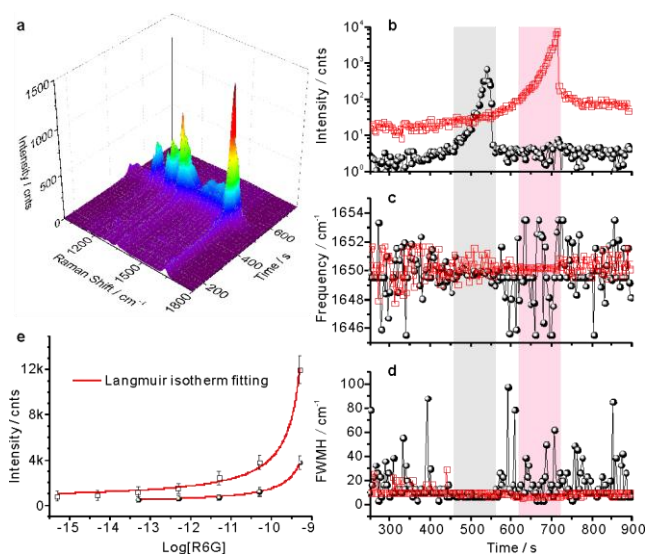 a
1500
1000
500
0
Intensity / cnts
1200
1500
1800
Raman Shift / cm⁻¹
200
400
600
Time / s
b
10⁴
10³
10²
10¹
10⁰
Intensity / cnts
c
1654
1652
1650
1648
1646
Frequency / cm⁻¹
d
100
80
60
40
20
0
FWMH / cm⁻¹
300 400 500 600 700 800 900
Time / s
e
12k
8k
4k
0
Intensity / cnts
Langmuir isotherm fitting
-15 -14 -13 -12 -11 -10 -9
Log[R6G]